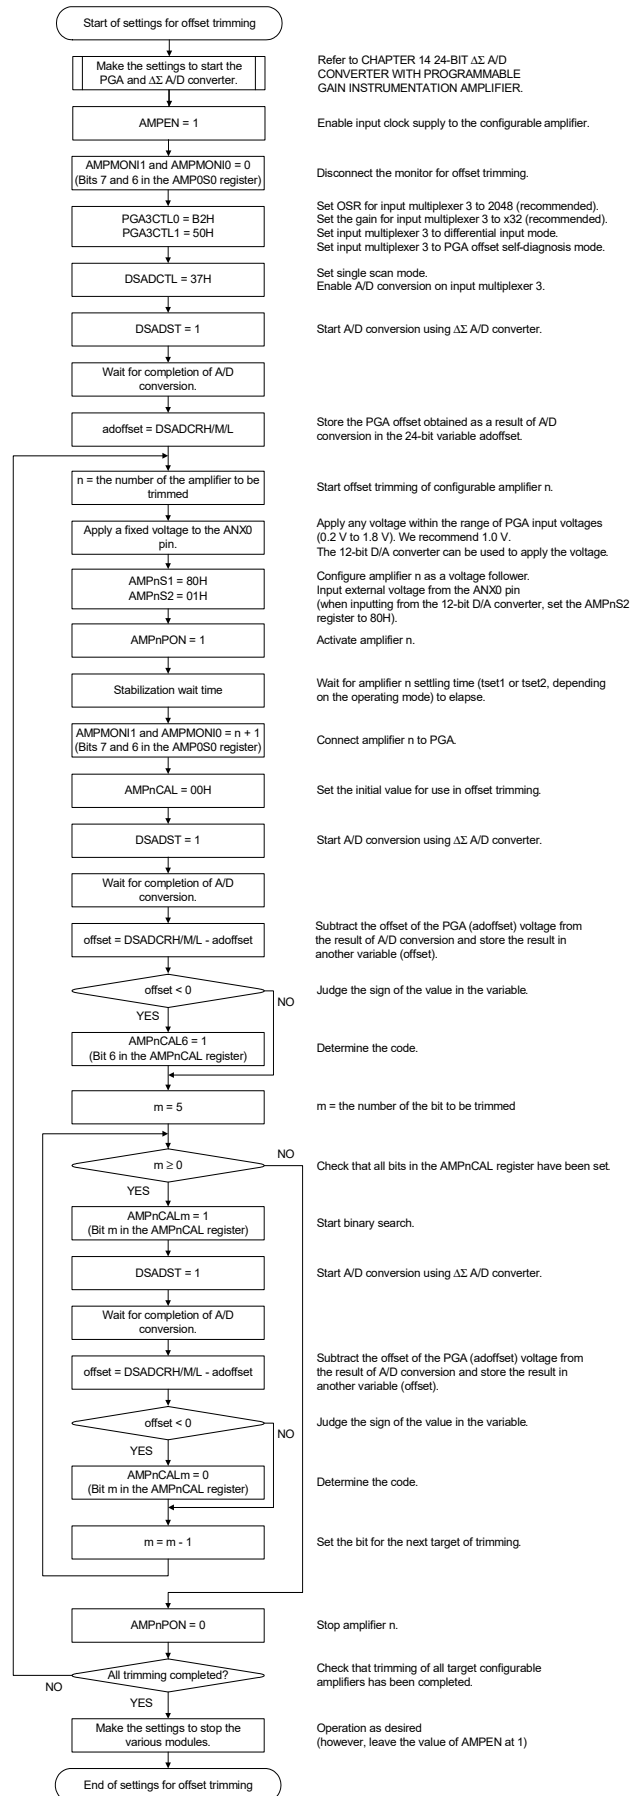 Start of settings for offset trimming
Make the settings to start the
PGA and ΔΣ A/D converter.
Refer to CHAPTER 14 24-BIT ΔΣ A/D
CONVERTER WITH PROGRAMMABLE
GAIN INSTRUMENTATION AMPLIFIER.
AMPEN = 1
Enable input clock supply to the configurable amplifier.
AMPMONI1 and AMPMONI0 = 0
(Bits 7 and 6 in the AMP0S0 register)
Disconnect the monitor for offset trimming.
PGA3CTL0 = B2H
PGA3CTL1 = 50H
Set OSR for input multiplexer 3 to 2048 (recommended).
Set the gain for input multiplexer 3 to x32 (recommended).
Set input multiplexer 3 to differential input mode.
Set input multiplexer 3 to PGA offset self-diagnosis mode.
DSADCTL = 37H
Set single scan mode.
Enable A/D conversion on input multiplexer 3.
DSADST = 1
Start A/D conversion using ΔΣ A/D converter.
Wait for completion of A/D
conversion.
adoffset = DSADCRH/M/L
Store the PGA offset obtained as a result of A/D
conversion in the 24-bit variable adoffset.
n = the number of the amplifier to be
trimmed
Start offset trimming of configurable amplifier n.
Apply a fixed voltage to the ANX0
pin.
Apply any voltage within the range of PGA input voltages
(0.2 V to 1.8 V). We recommend 1.0 V.
The 12-bit D/A converter can be used to apply the voltage.
AMPnS1 = 80H
AMPnS2 = 01H
Configure amplifier n as a voltage follower.
Input external voltage from the ANX0 pin
(when inputting from the 12-bit D/A converter, set the AMPnS2
register to 80H).
AMPnPON = 1
Activate amplifier n.
Stabilization wait time
Wait for amplifier n settling time (tset1 or tset2, depending
on the operating mode) to elapse.
AMPMONI1 and AMPMONI0 = n + 1
(Bits 7 and 6 in the AMP0S0 register)
Connect amplifier n to PGA.
AMPnCAL = 00H
Set the initial value for use in offset trimming.
DSADST = 1
Start A/D conversion using ΔΣ A/D converter.
Wait for completion of A/D
conversion.
offset = DSADCRH/M/L - adoffset
Subtract the offset of the PGA (adoffset) voltage from
the result of A/D conversion and store the result in
another variable (offset).
offset < 0
NO
YES
Judge the sign of the value in the variable.
AMPnCAL6 = 1
(Bit 6 in the AMPnCAL register)
Determine the code.
m = 5
m = the number of the bit to be trimmed
m ≥ 0
NO
YES
Check that all bits in the AMPnCAL register have been set.
AMPnCALm = 1
(Bit m in the AMPnCAL register)
Start binary search.
DSADST = 1
Start A/D conversion using ΔΣ A/D converter.
Wait for completion of A/D
conversion.
offset = DSADCRH/M/L - adoffset
Subtract the offset of the PGA (adoffset) voltage from
the result of A/D conversion and store the result in
another variable (offset).
offset < 0
NO
YES
Judge the sign of the value in the variable.
AMPnCALm = 0
(Bit m in the AMPnCAL register)
Determine the code.
m = m - 1
Set the bit for the next target of trimming.
AMPnPON = 0
Stop amplifier n.
All trimming completed?
NO
YES
Check that trimming of all target configurable
amplifiers has been completed.
Make the settings to stop the
various modules.
Operation as desired
(however, leave the value of AMPEN at 1)
End of settings for offset trimming